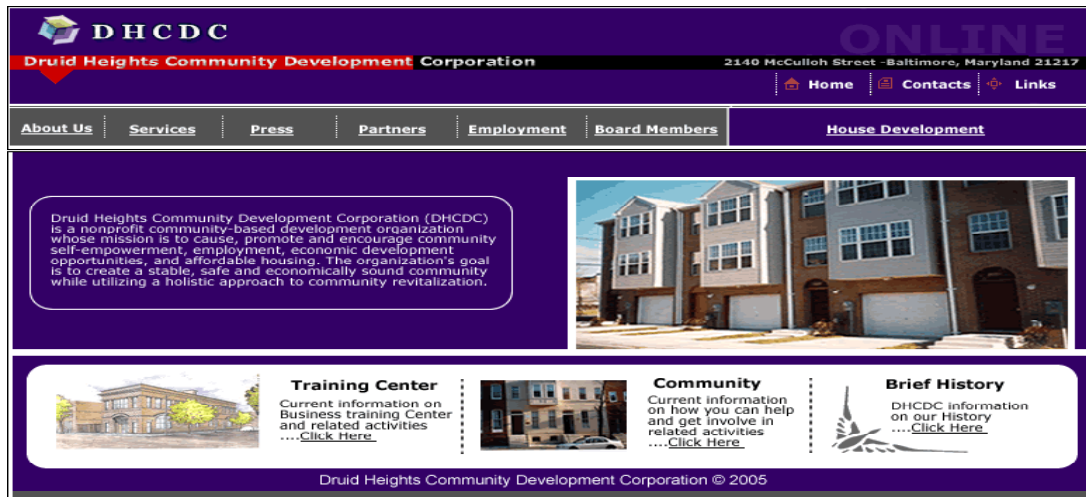 DHCDC
ONLINE
Druid Heights Community Development Corporation
2140 McCulloh Street -Baltimore, Maryland 21217
Home Contacts Links
About Us Services Press Partners Employment Board Members House Development
Druid Heights Community Development Corporation (DHCDC)
is a nonprofit community-based development organization
whose mission is to cause, promote and encourage community
self-empowerment, employment, economic development
opportunities, and affordable housing. The organization's goal
is to create a stable, safe and economically sound community
while utilizing a holistic approach to community revitalization.
Training Center
Current information on
Business training Center
and related activities
....Click Here
Community
Current information
on how you can help
and get involve in
related activities
....Click Here
Brief History
DHCDC information
on our History
....Click Here
Druid Heights Community Development Corporation © 2005